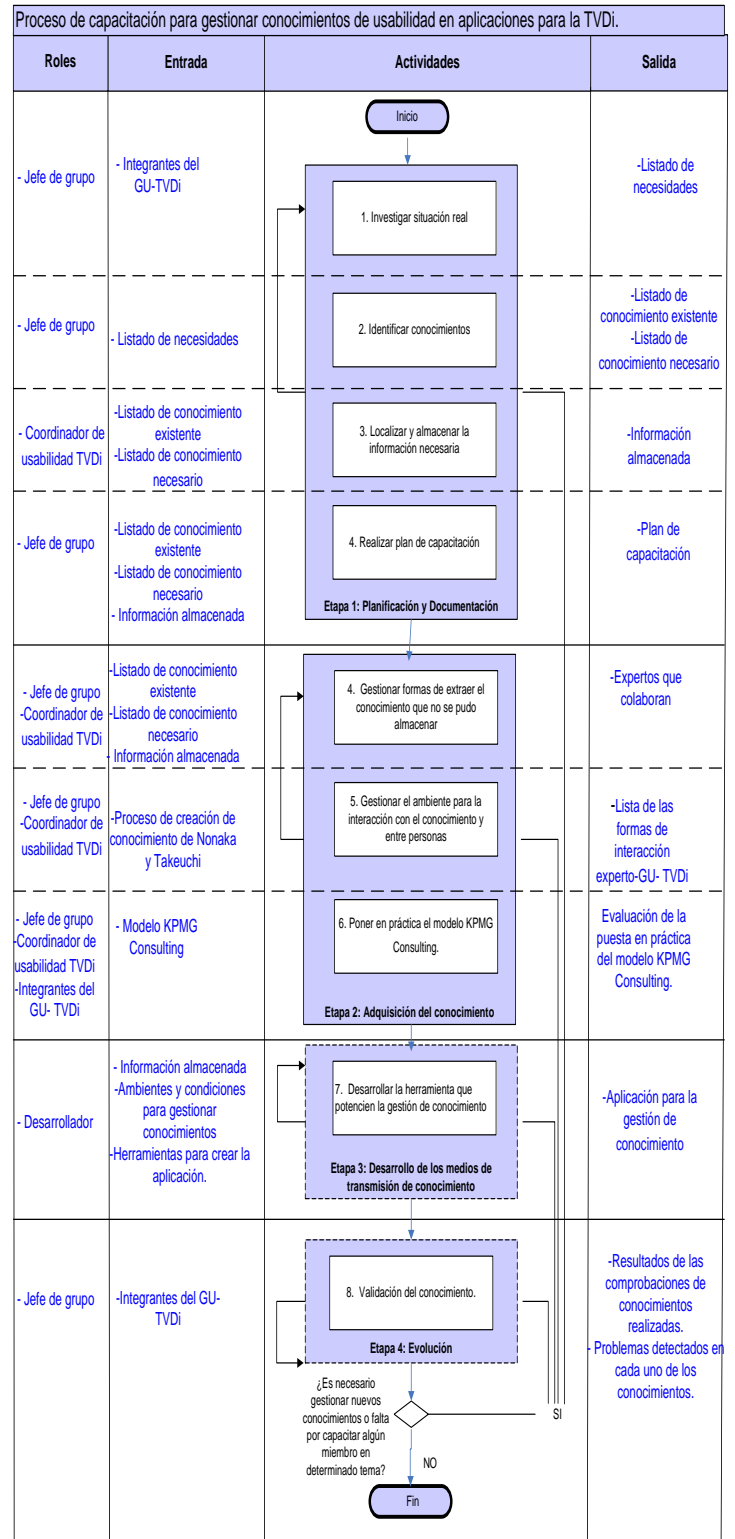 Proceso de capacitación para gestionar conocimientos de usabilidad en aplicaciones para la TVDi.
Roles
Entrada
Actividades
Salida
Inicio
- Jefe de grupo
- Integrantes del
GU-TVDi
1. Investigar situación real
-Listado de
necesidades
- Jefe de grupo
- Listado de necesidades
2. Identificar conocimientos
-Listado de
conocimiento existente
-Listado de
conocimiento necesario
- Coordinador de
usabilidad TVDi
-Listado de conocimiento
existente
-Listado de conocimiento
necesario
3. Localizar y almacenar la
información necesaria
-Información
almacenada
- Jefe de grupo
-Listado de conocimiento
existente
-Listado de conocimiento
necesario
- Información almacenada
4. Realizar plan de capacitación
Etapa 1: Planificación y Documentación
-Plan de
capacitación
- Jefe de grupo
-Coordinador de
usabilidad TVDi
-Listado de conocimiento
existente
-Listado de conocimiento
necesario
- Información almacenada
4. Gestionar formas de extraer el
conocimiento que no se pudo
almacenar
-Expertos que
colaboran
- Jefe de grupo
-Coordinador de
usabilidad TVDi
-Proceso de creación de
conocimiento de Nonaka
y Takeuchi
5. Gestionar el ambiente para la
interacción con el conocimiento y
entre personas
-Lista de las
formas de
interacción
experto-GU- TVDi
- Jefe de grupo
-Coordinador de
usabilidad TVDi
-Integrantes del
GU- TVDi
- Modelo KPMG
Consulting
6. Poner en práctica el modelo KPMG
Consulting.
Etapa 2: Adquisición del conocimiento
Evaluación de la
puesta en práctica
del modelo KPMG
Consulting.
- Desarrollador
- Información almacenada
-Ambientes y condiciones
para gestionar
conocimientos
-Herramientas para crear la
aplicación.
7. Desarrollar la herramienta que
potencien la gestión de conocimiento
Etapa 3: Desarrollo de los medios de
transmisión de conocimiento
-Aplicación para la
gestión de
conocimiento
- Jefe de grupo
-Integrantes del GU-
TVDi
8. Validación del conocimiento.
Etapa 4: Evolución
-Resultados de las
comprobaciones de
conocimientos
realizadas.
- Problemas detectados en
cada uno de los
conocimientos.
¿Es necesario
gestionar nuevos
conocimientos o falta
por capacitar algún
miembro en
determinado tema?
SI
NO
Fin